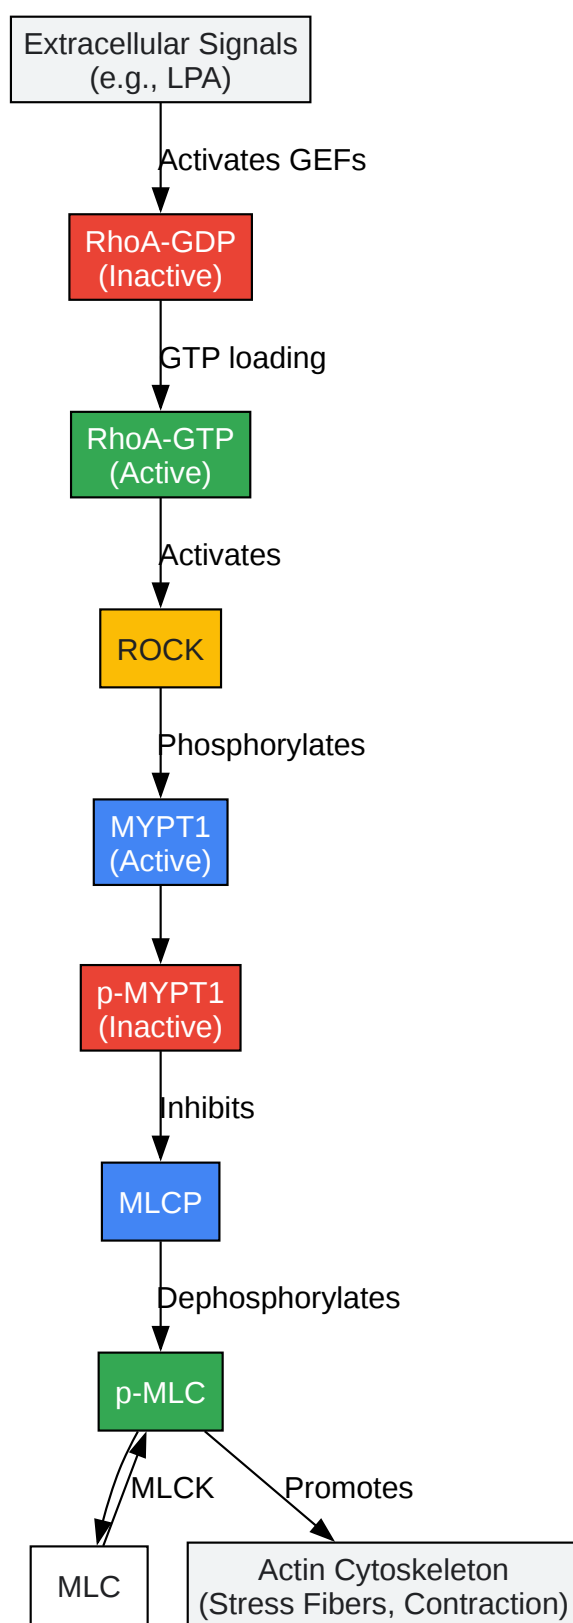 Extracellular Signals
(e.g., LPA)
Activates GEFs
RhoA-GDP
(Inactive)
GTP loading
RhoA-GTP
(Active)
Activates
ROCK
Phosphorylates
MYPT1
(Active)
p-MYPT1
(Inactive)
Inhibits
MLCP
Dephosphorylates
p-MLC
MLCK
Promotes
MLC
Actin Cytoskeleton
(Stress Fibers, Contraction)